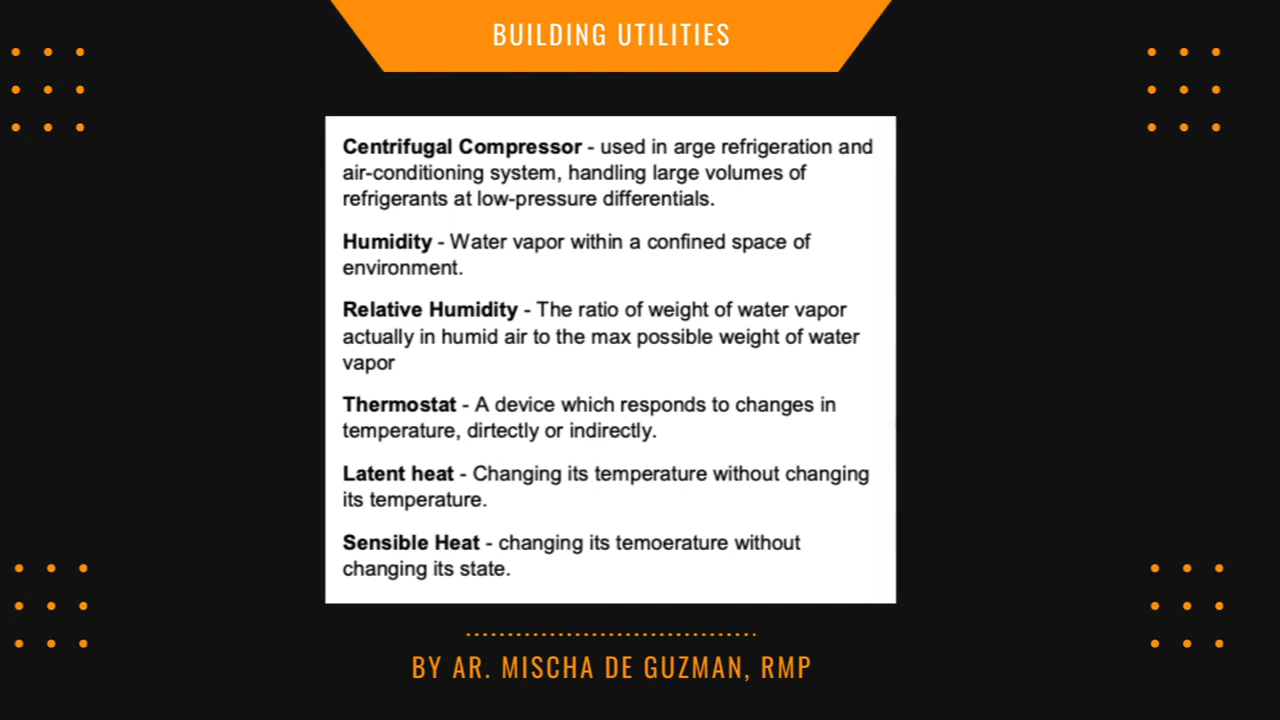 BUILDING UTILITIES
Centrifugal Compressor - used in arge refrigeration and
air-conditioning system, handling large volumes of
refrigerants at low-pressure differentials.
Humidity - Water vapor within a confined space of
environment.
Relative Humidity - The ratio of weight of water vapor
actually in humid air to the max possible weight of water
vapor
Thermostat - A device which responds to changes in
temperature, dirtectly or indirectly.
Latent heat - Changing its temperature without changing
its temperature.
Sensible Heat - changing its temoerature without
changing its state.
BY AR. MISCHA DE GUZMAN, RMP